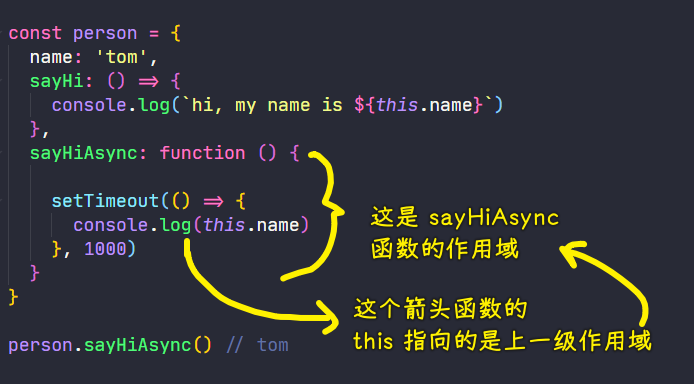 const person = {
name: 'tom',
sayHi: () => {
console.log(`hi, my name is ${this.name}`)
},
sayHiAsync: function () {
setTimeout(() => {
console.log(this.name)
}, 1000)
}
}
person.sayHiAsync() // tom
这是 sayHiAsync
函数的作用域
这个箭头函数的
this 指向的是上一级作用域